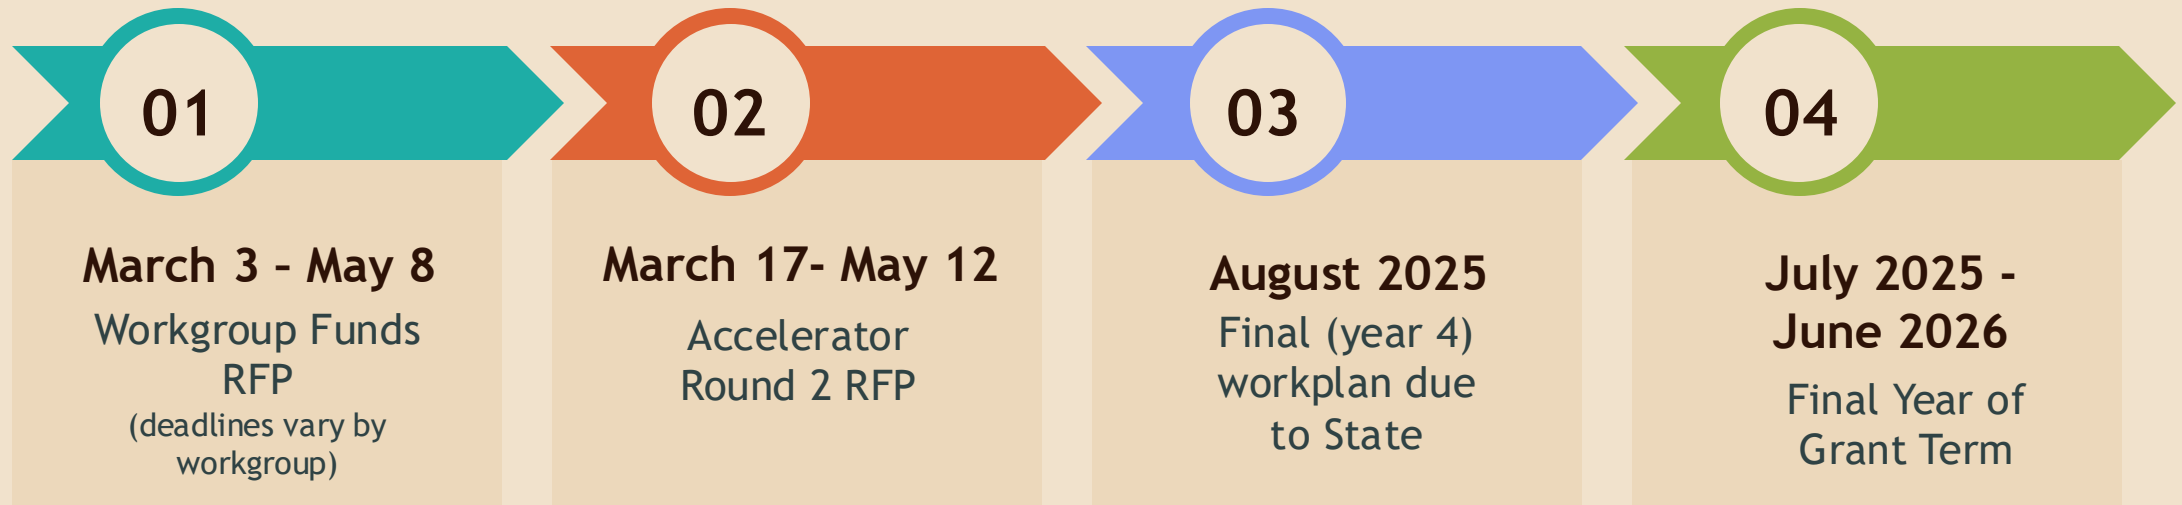 01
March 3 – May 8
Workgroup Funds
RFP
(deadlines vary by
workgroup)
02
March 17- May 12
Accelerator
Round 2 RFP
03
August 2025
Final (year 4)
workplan due
to State
04
July 2025 -
June 2026
Final Year of
Grant Term